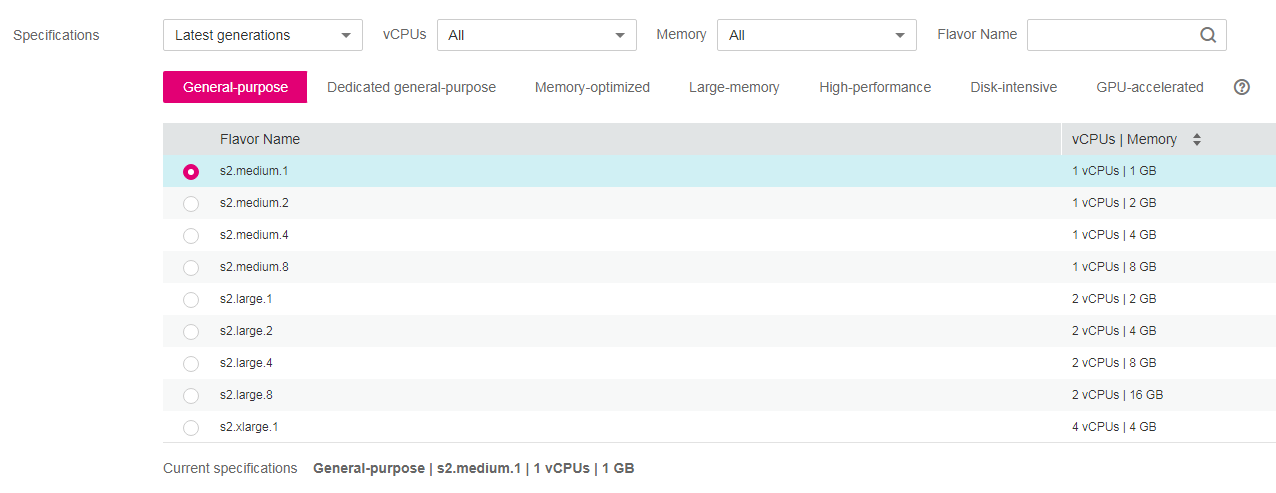 Specifications Latest generations vCPUs All Memory All Flavor Name
General-purpose Dedicated general-purpose Memory-optimized Large-memory High-performance Disk-intensive GPU-accelerated ?
Flavor Name vCPUs | Memory
s2.medium.1 1 vCPUs | 1 GB
s2.medium.2 1 vCPUs | 2 GB
s2.medium.4 1 vCPUs | 4 GB
s2.medium.8 1 vCPUs | 8 GB
s2.large.1 2 vCPUs | 2 GB
s2.large.2 2 vCPUs | 4 GB
s2.large.4 2 vCPUs | 8 GB
s2.large.8 2 vCPUs | 16 GB
s2.xlarge.1 4 vCPUs | 4 GB
Current specifications General-purpose | s2.medium.1 | 1 vCPUs | 1 GB